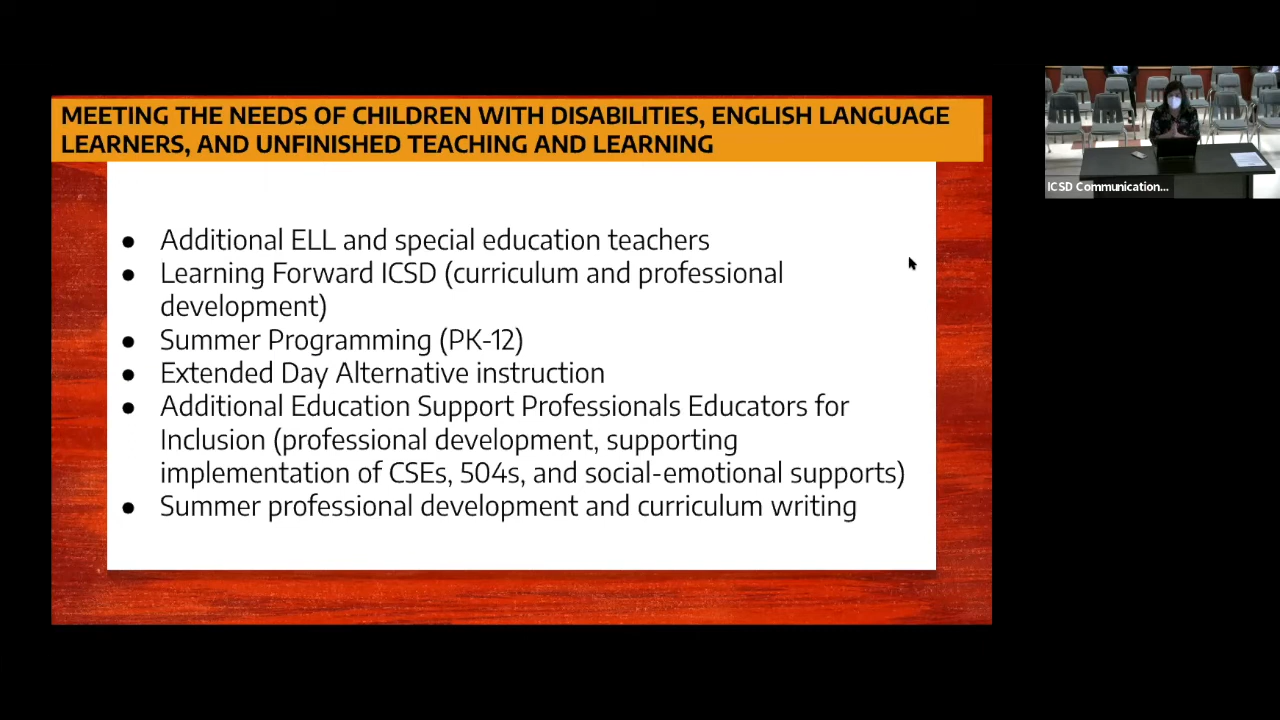 MEETING THE NEEDS OF CHILDREN WITH DISABILITIES, ENGLISH LANGUAGE
LEARNERS, AND UNFINISHED TEACHING AND LEARNING
● Additional ELL and special education teachers
● Learning Forward ICSD (curriculum and professional
development)
● Summer Programming (PK-12)
● Extended Day Alternative instruction
● Additional Education Support Professionals Educators for
Inclusion (professional development, supporting
implementation of CSEs, 504s, and social-emotional supports)
● Summer professional development and curriculum writing
ICSD Communication...